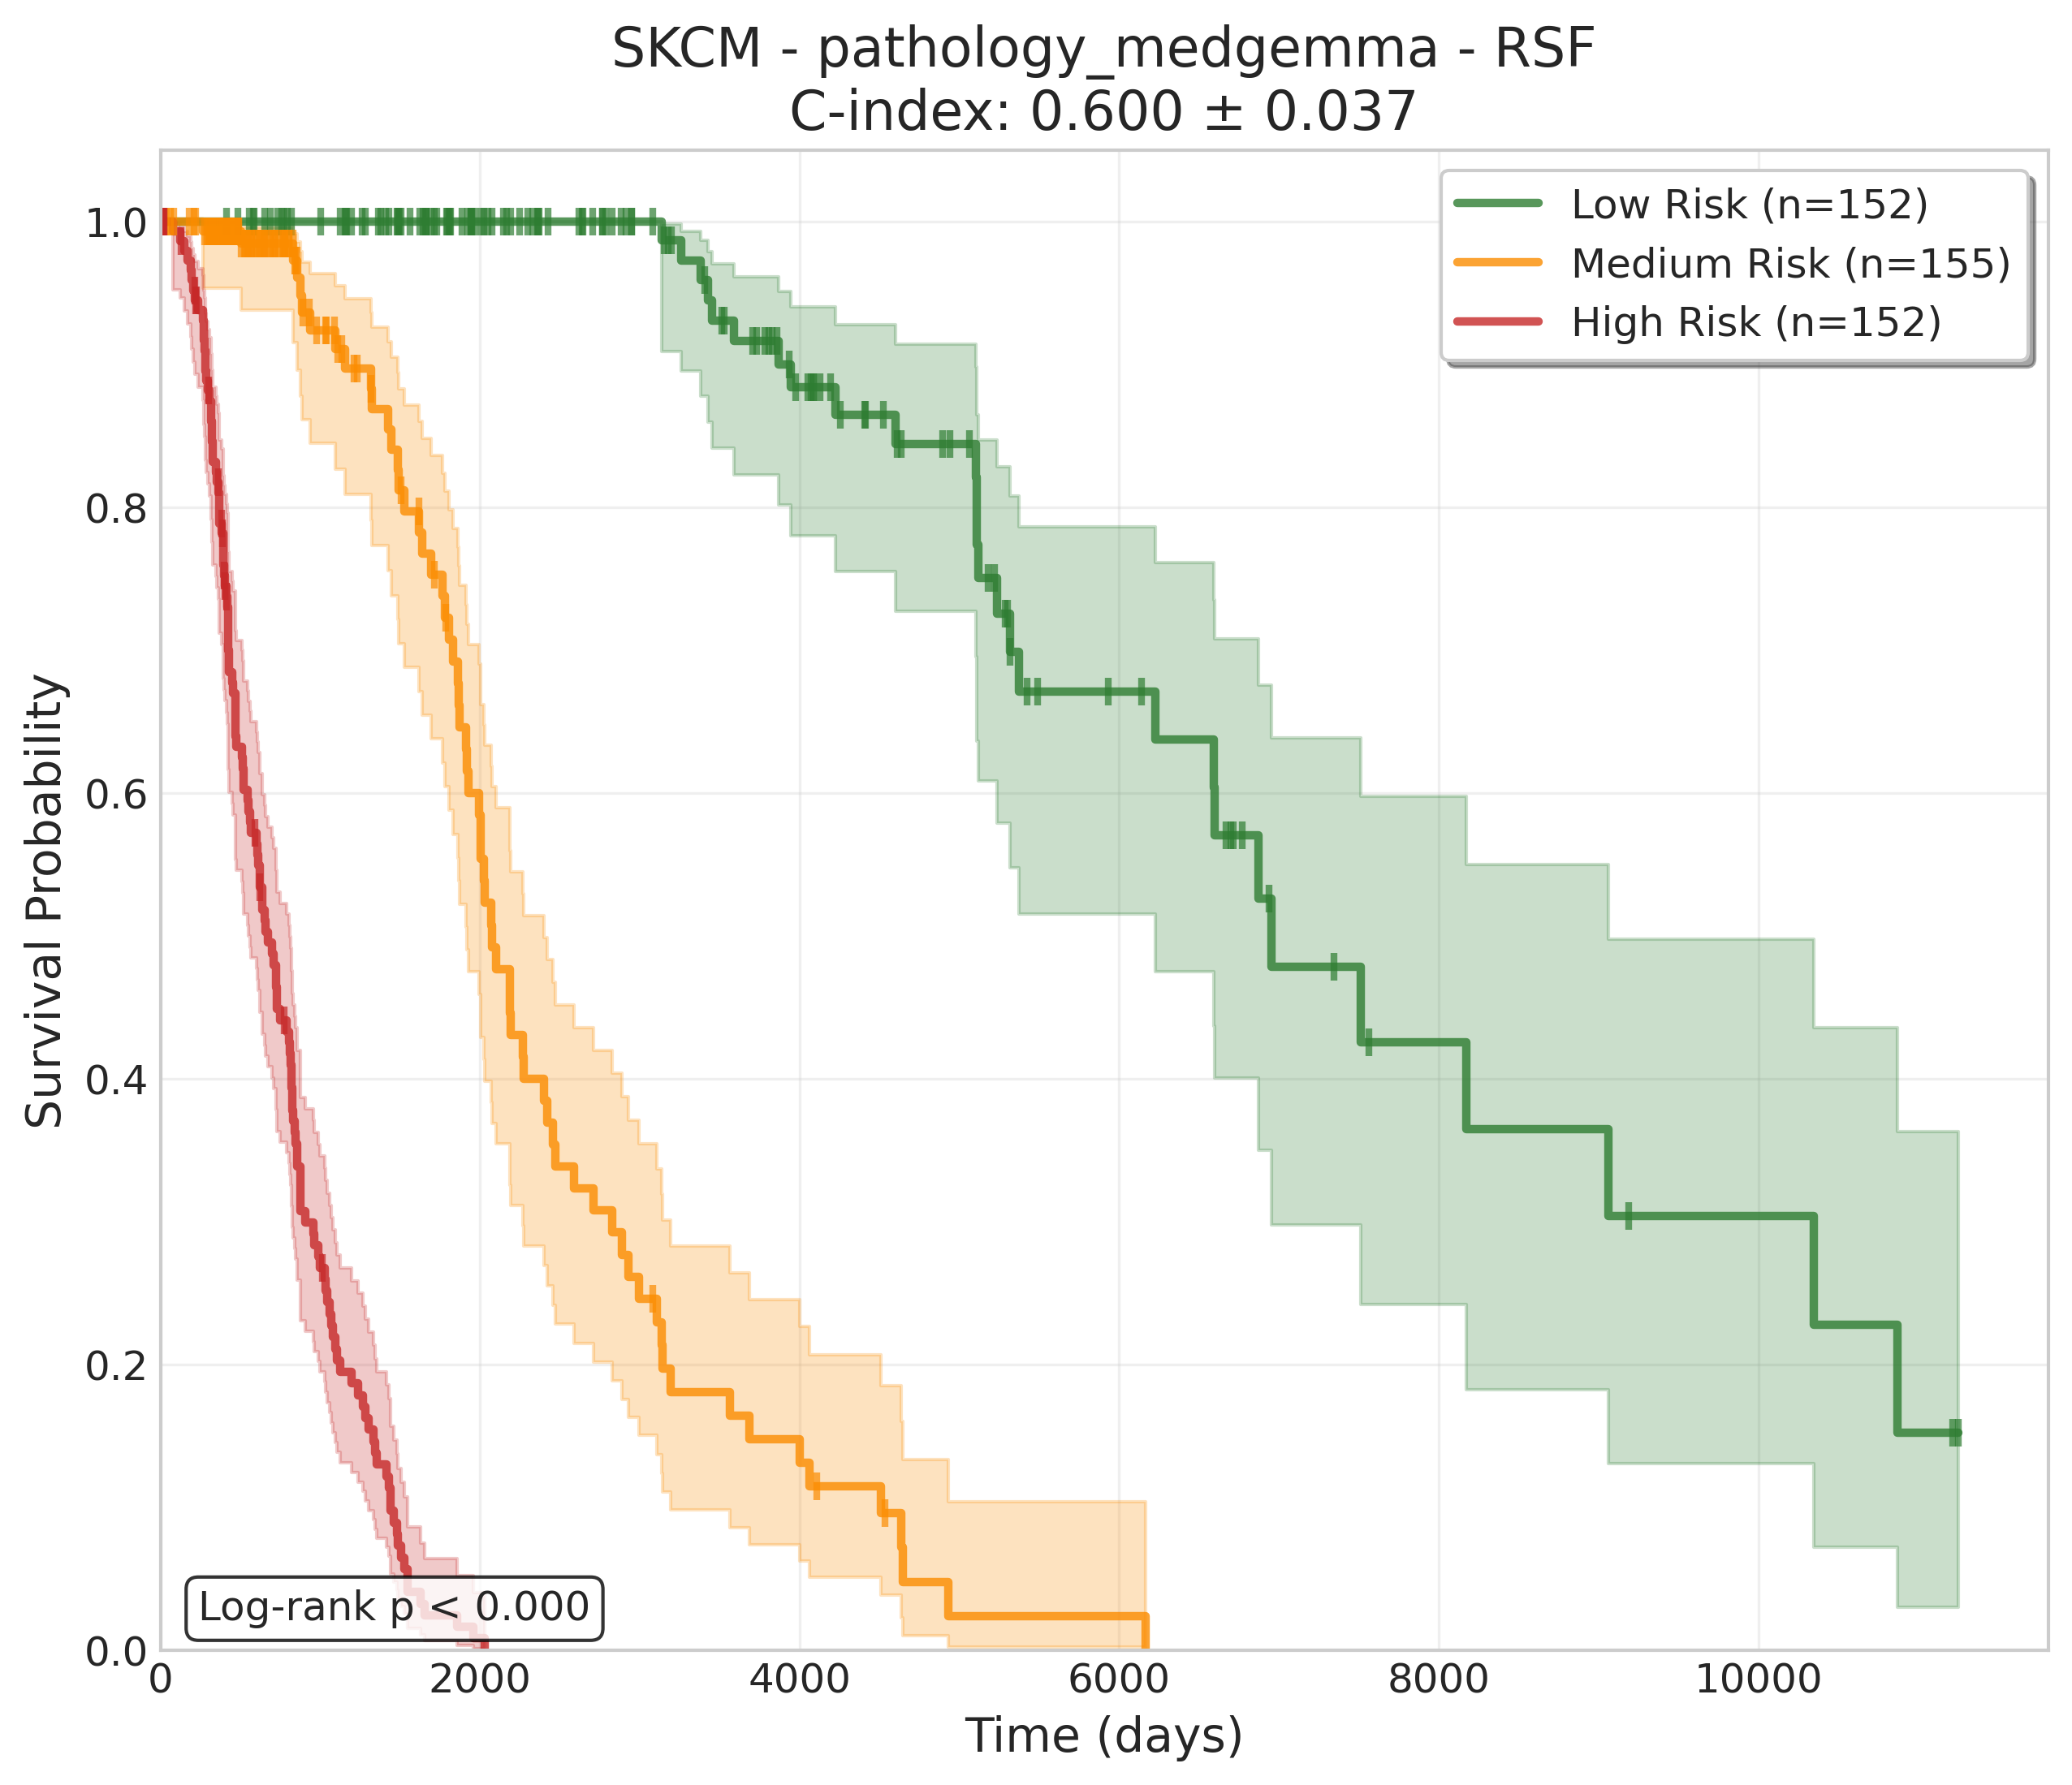 SKCM - pathology_medgemma - RSF
C-index: 0.600 ± 0.037
Low Risk (n=152)
Medium Risk (n=155)
High Risk (n=152)
Survival Probability
1.0
0.8
0.6
0.4
0.2
0.0
Log-rank p < 0.000
0 2000 4000 6000 8000 10000
Time (days)